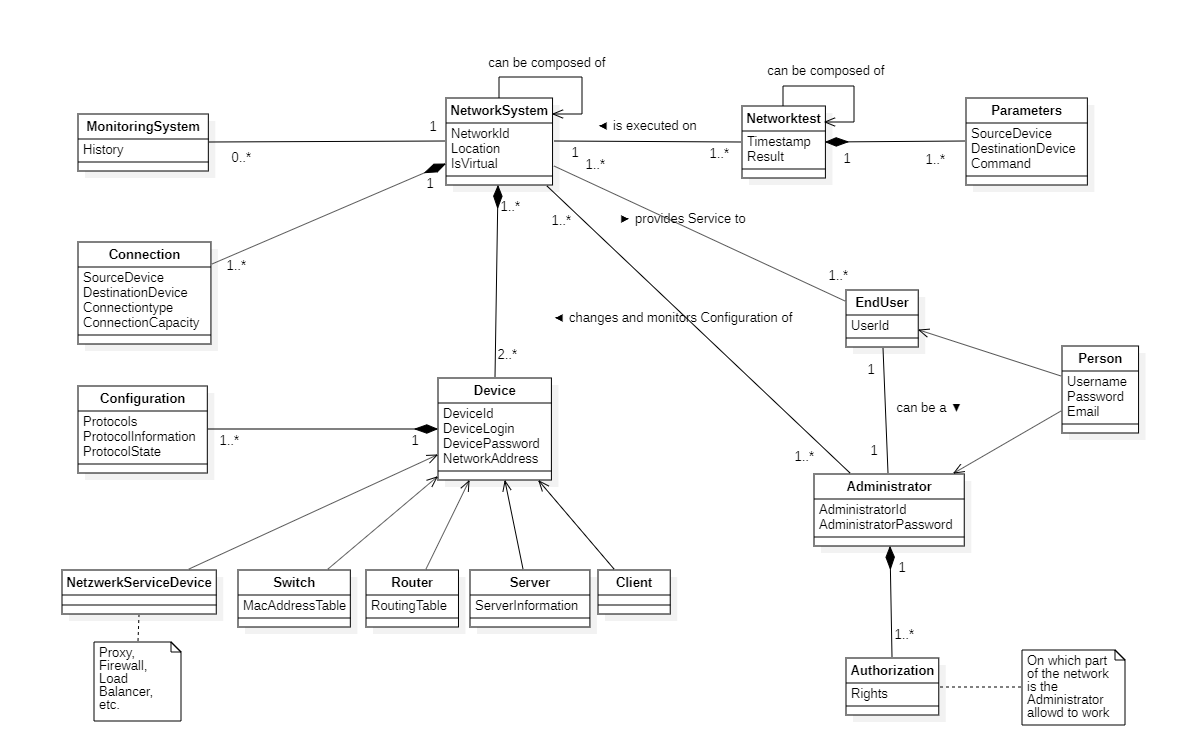 can be composed of
NetworkSystem
NetworkId
Location
IsVirtual
can be composed of
Networktest
Timestamp
Result
Parameters
SourceDevice
DestinationDevice
Command
MonitoringSystem
History
1
0..*
◄ is executed on
1
1..*
1
1..*
1..*
► provides Service to
1..*
1
1..*
1..*
1..*
Connection
SourceDevice
DestinationDevice
Connectiontype
ConnectionCapacity
◄ changes and monitors Configuration of
2..*
EndUser
UserId
Person
Username
Password
Email
1
can be a ▼
1
1..*
Configuration
Protocols
ProtocolInformation
ProtocolState
1..*
1
Device
DeviceId
DeviceLogin
DevicePassword
NetworkAddress
Administrator
AdministratorId
AdministratorPassword
1
1..*
NetzwerkServiceDevice
Switch
MacAddressTable
Router
RoutingTable
Server
ServerInformation
Client
Proxy,
Firewall,
Load
Balancer,
etc.
Authorization
Rights
On which part
of the network
is the
Administrator
allowd to work